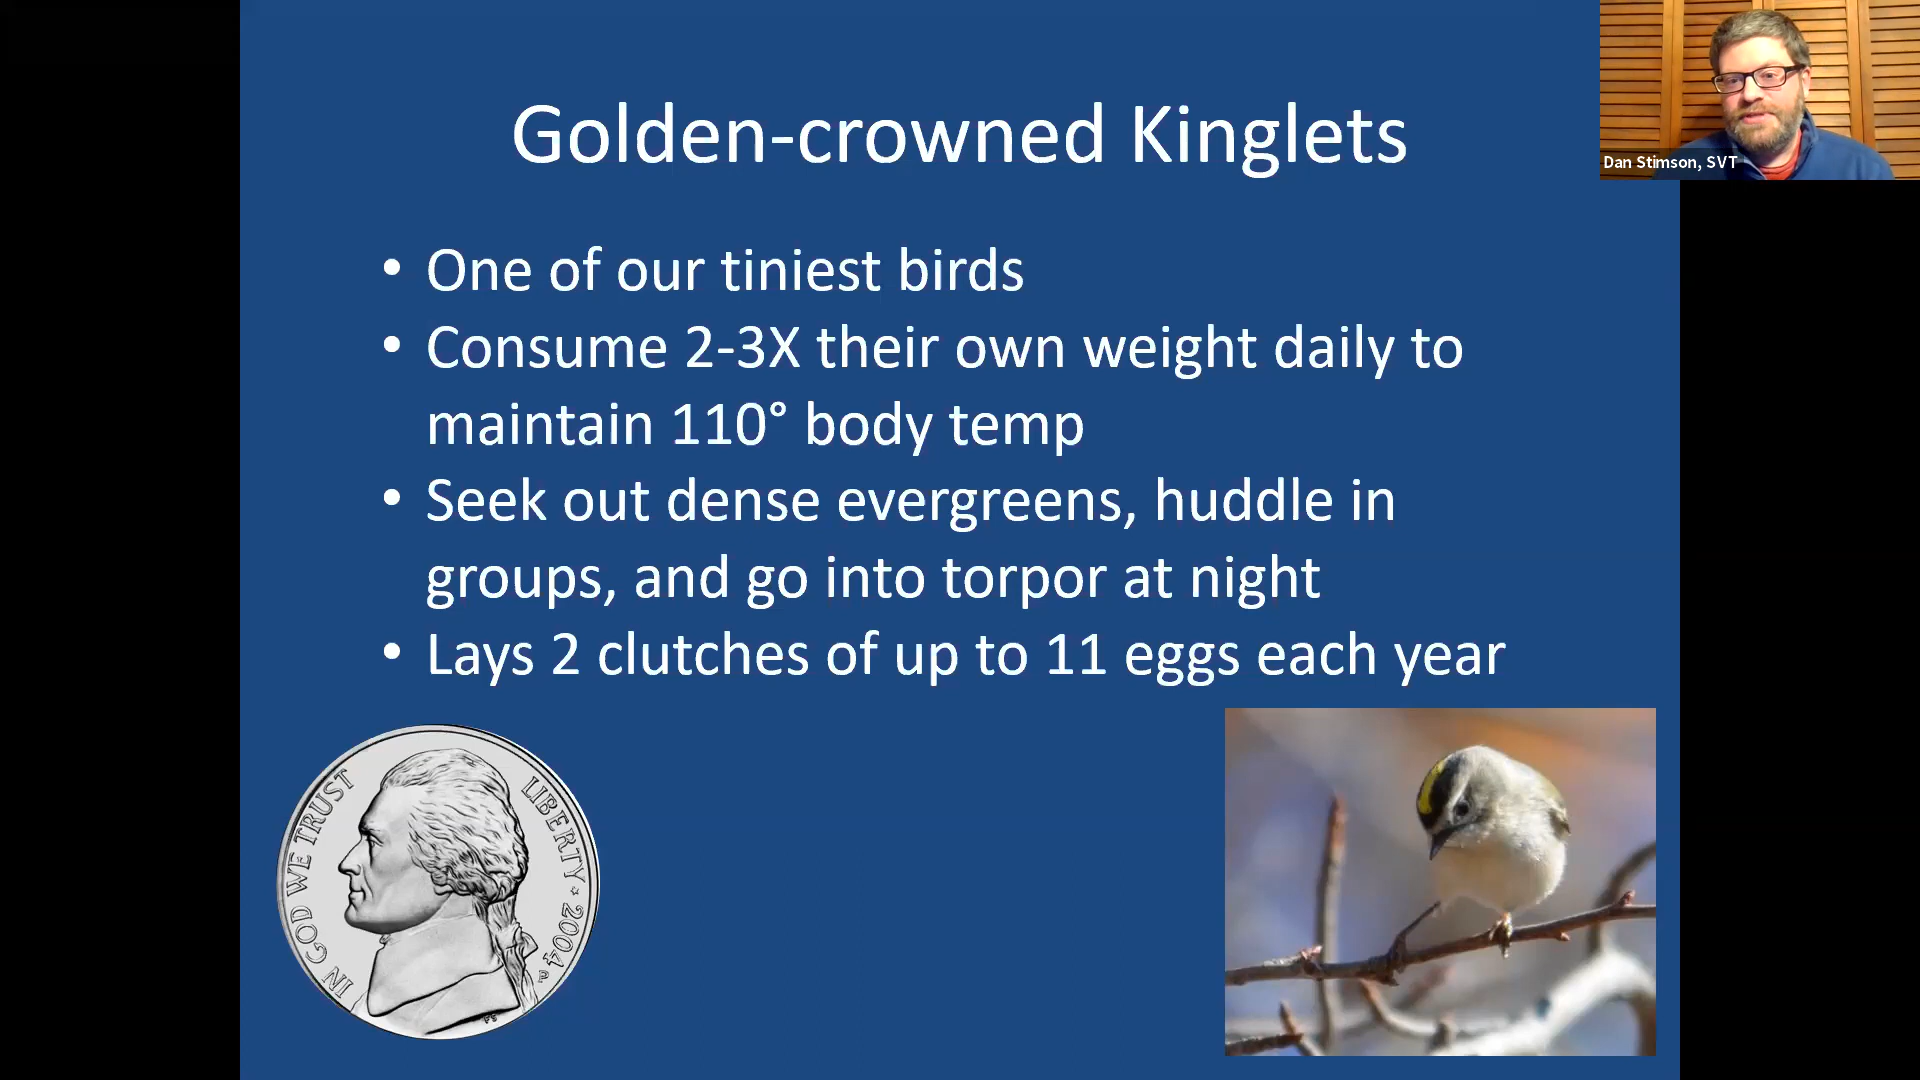 Golden-crowned Kinglets
Dan Stimson, SVT
• One of our tiniest birds
• Consume 2-3X their own weight daily to
maintain 110° body temp
• Seek out dense evergreens, huddle in
groups, and go into torpor at night
• Lays 2 clutches of up to 11 eggs each year
IN GOD WE TRUST
LIBERTY * 2004
P
FS